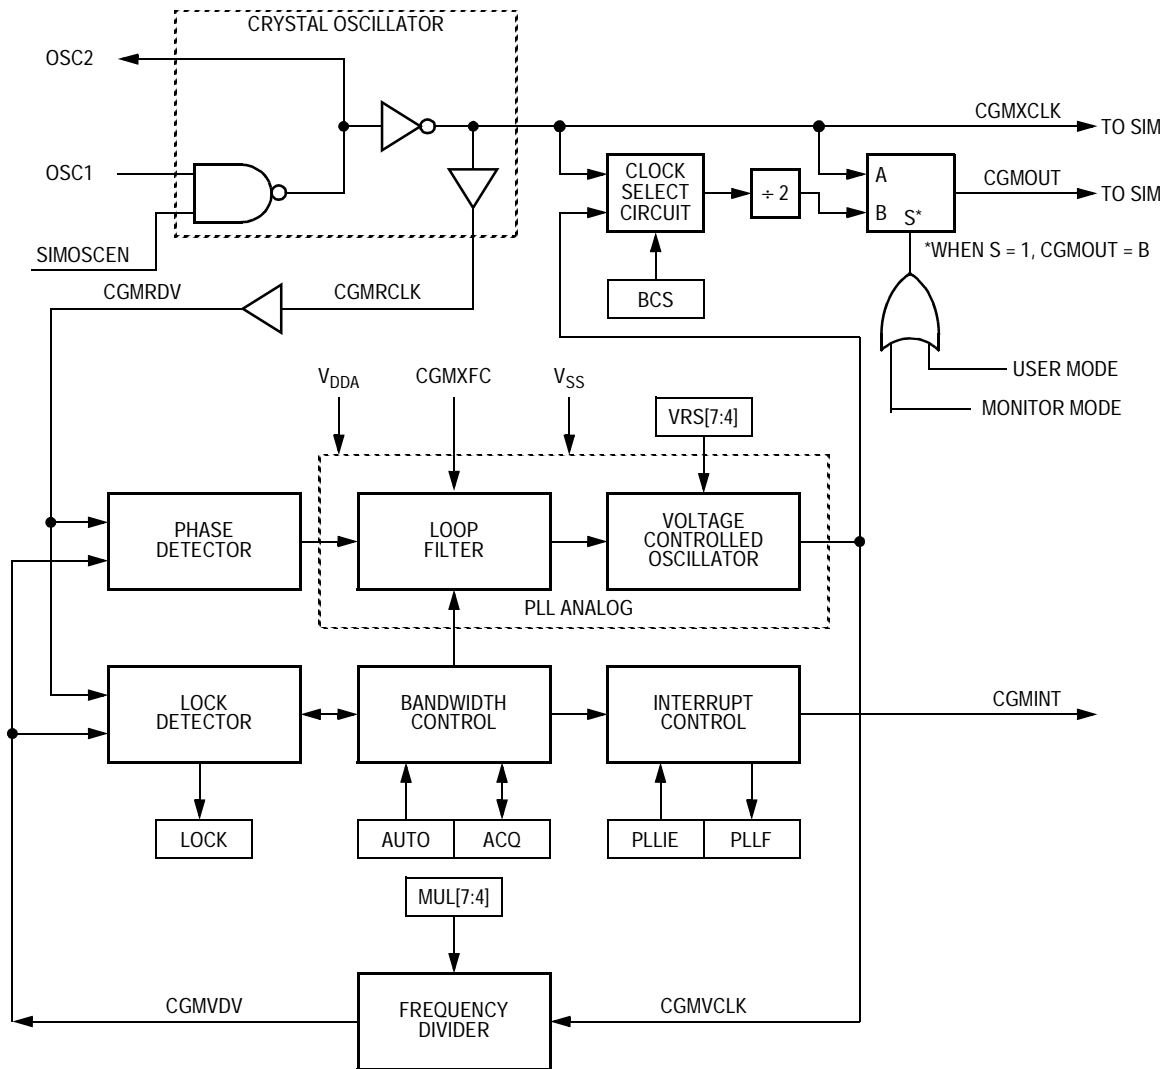 CRYSTAL OSCILLATOR
OSC2
CGMXCLK
TO SIM
OSC1
CLOCK
SELECT
CIRCUIT
÷ 2
A
B
S*
CGMOUT
TO SIM
SIMOSCEN
*WHEN S = 1, CGMOUT = B
CGMRDV
CGMRCLK
BCS
USER MODE
MONITOR MODE
VDDA
CGMXFC
VSS
VRS[7:4]
PHASE
DETECTOR
LOOP
FILTER
VOLTAGE
CONTROLLED
OSCILLATOR
PLL ANALOG
LOCK
DETECTOR
BANDWIDTH
CONTROL
INTERRUPT
CONTROL
CGMINT
LOCK
AUTO
ACQ
PLLIE
PLLF
MUL[7:4]
CGMVDV
FREQUENCY
DIVIDER
CGMVCLK